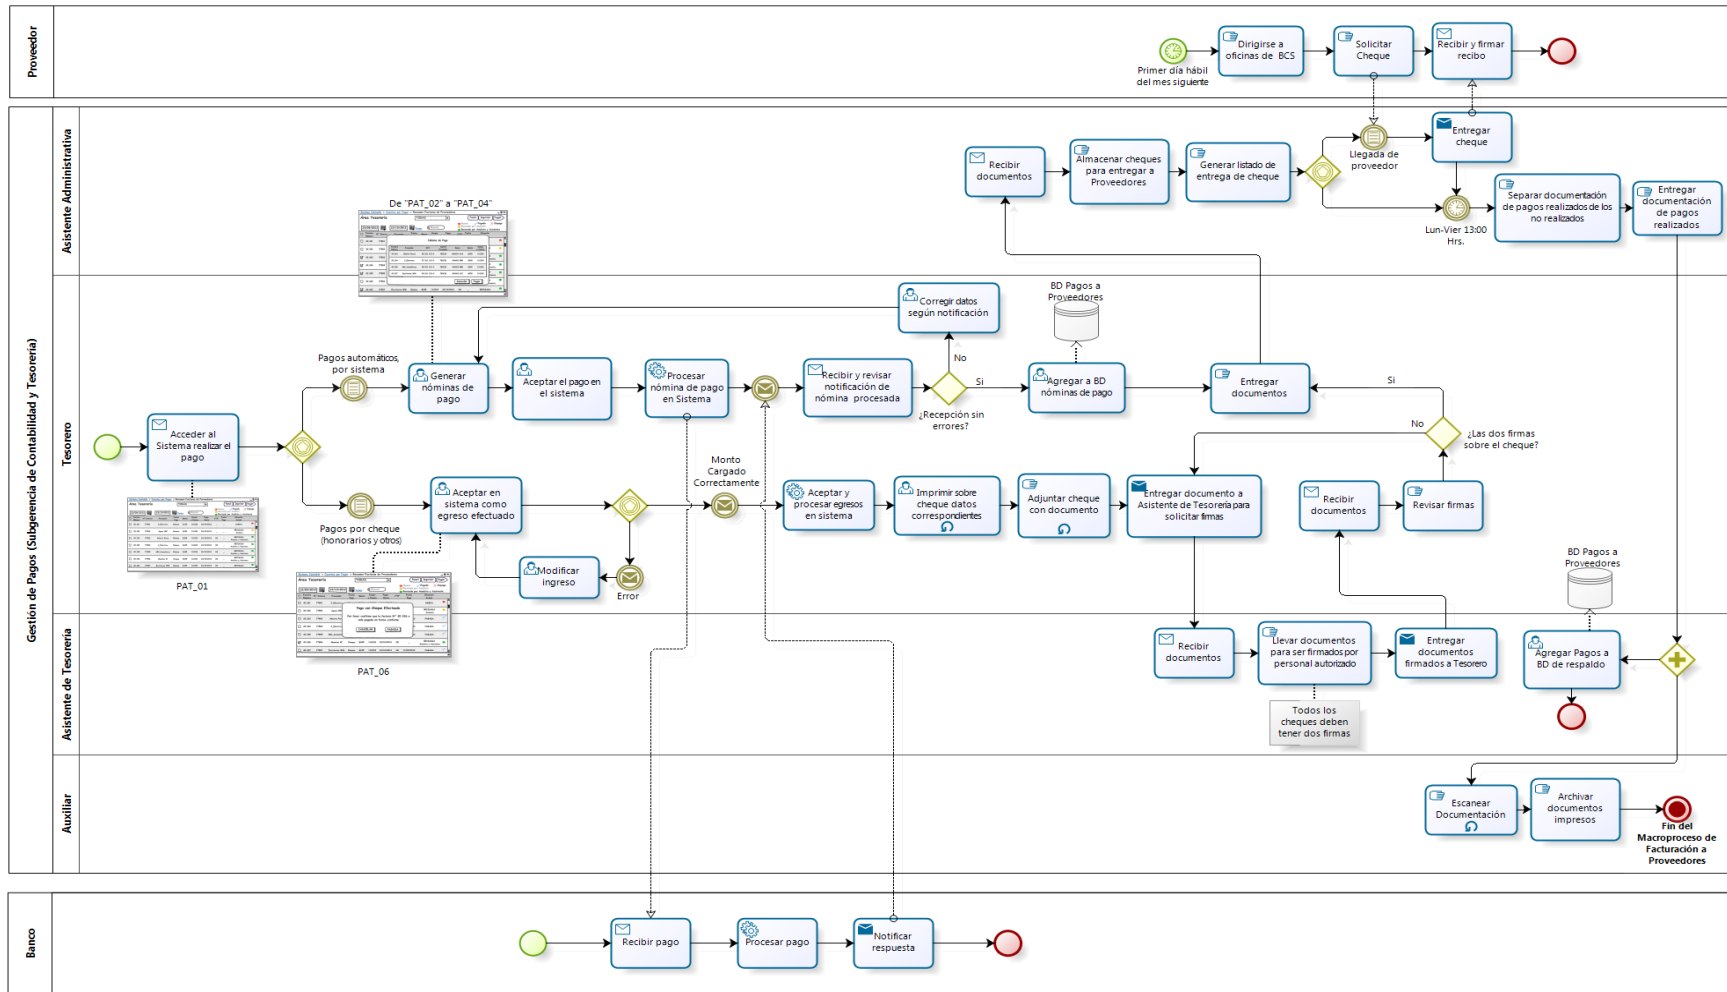 Proveedor
Primer día hábil
del mes siguiente
Dirigirse a
oficinas de BCS
Solicitar
Cheque
Recibir y firmar
recibo
Gestión de Pagos (Subgerencia de Contabilidad y Tesorería)
Asistente Administrativa
Recibir
documentos
Almacenar cheques
para entregar a
Proveedores
Generar listado de
entrega de cheque
Llegada de
proveedor
Entregar
cheque
Lun-Vier 13:00
Hrs.
Separar documentación
de pagos realizados de los
no realizados
Entregar
documentación
de pagos
realizados
Tesorero
De "PAT_02" a "PAT_04"
Acceder al
Sistema realizar el
pago
PAT_01
Pagos automáticos,
por sistema
Generar
nóminas de
pago
Aceptar el pago en
el sistema
Procesar
nómina de pago
en Sistema
Recibir y revisar
notificación de
nómina procesada
Corregir datos
según notificación
No
Si
¿Recepción sin
errores?
BD Pagos a
Proveedores
Agregar a BD
nóminas de pago
Entregar
documentos
Si
No
¿Las dos firmas
sobre el cheque?
Pagos por cheque
(honorarios y otros)
Aceptar en
sistema como
egreso efectuado
PAT_06
Modificar
ingreso
Error
Monto
Cargado
Correctamente
Aceptar y
procesar egresos
en sistema
Imprimir sobre
cheque datos
correspondientes
Adjuntar cheque
con documento
Entregar documento a
Asistente de Tesorería para
solicitar firmas
Recibir
documentos
Revisar firmas
BD Pagos a
Proveedores
Asistente de Tesorería
Recibir
documentos
Llevar documentos
para ser firmados por
personal autorizado
Todos los
cheques deben
tener dos firmas
Entregar
documentos
firmados a Tesorero
Agregar Pagos a
BD de respaldo
Auxiliar
Escanear
Documentación
Archivar
documentos
impresos
Fin del
Macroproceso de
Facturación a
Proveedores
Banco
Recibir pago
Procesar pago
Notificar
respuesta